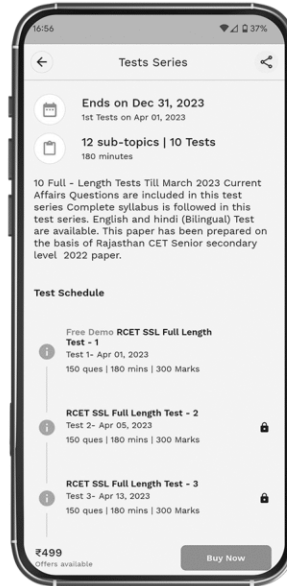 16:56 37%
Tests Series
Ends on Dec 31, 2023
1st Tests on Apr 01, 2023
12 sub-topics | 10 Tests
180 minutes
10 Full - Length Tests Till March 2023 Current
Affairs Questions are included in this test
series Complete syllabus is followed in this
test series. English and hindi (Bilingual) Test
are available. This paper has been prepared on
the basis of Rajasthan CET Senior secondary
level 2022 paper.
Test Schedule
Free Demo RCET SSL Full Length
Test - 1
Test 1- Apr 01, 2023
150 ques | 180 mins | 300 Marks
RCET SSL Full Length Test - 2
Test 2- Apr 05, 2023
150 ques | 180 mins | 300 Marks
RCET SSL Full Length Test - 3
Test 3- Apr 13, 2023
150 ques | 180 mins | 300 Marks
₹499
Offers available
Buy Now